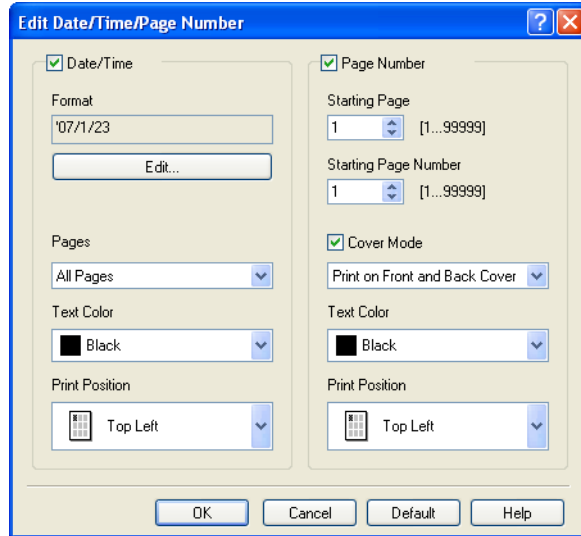 Edit Date/Time/Page Number
Date/Time
Format
'07/1/23
Edit...
Pages
All Pages
Text Color
Black
Print Position
Top Left
Page Number
Starting Page
1 [1...99999]
Starting Page Number
1 [1...99999]
Cover Mode
Print on Front and Back Cover
Text Color
Black
Print Position
Top Left
OK Cancel Default Help